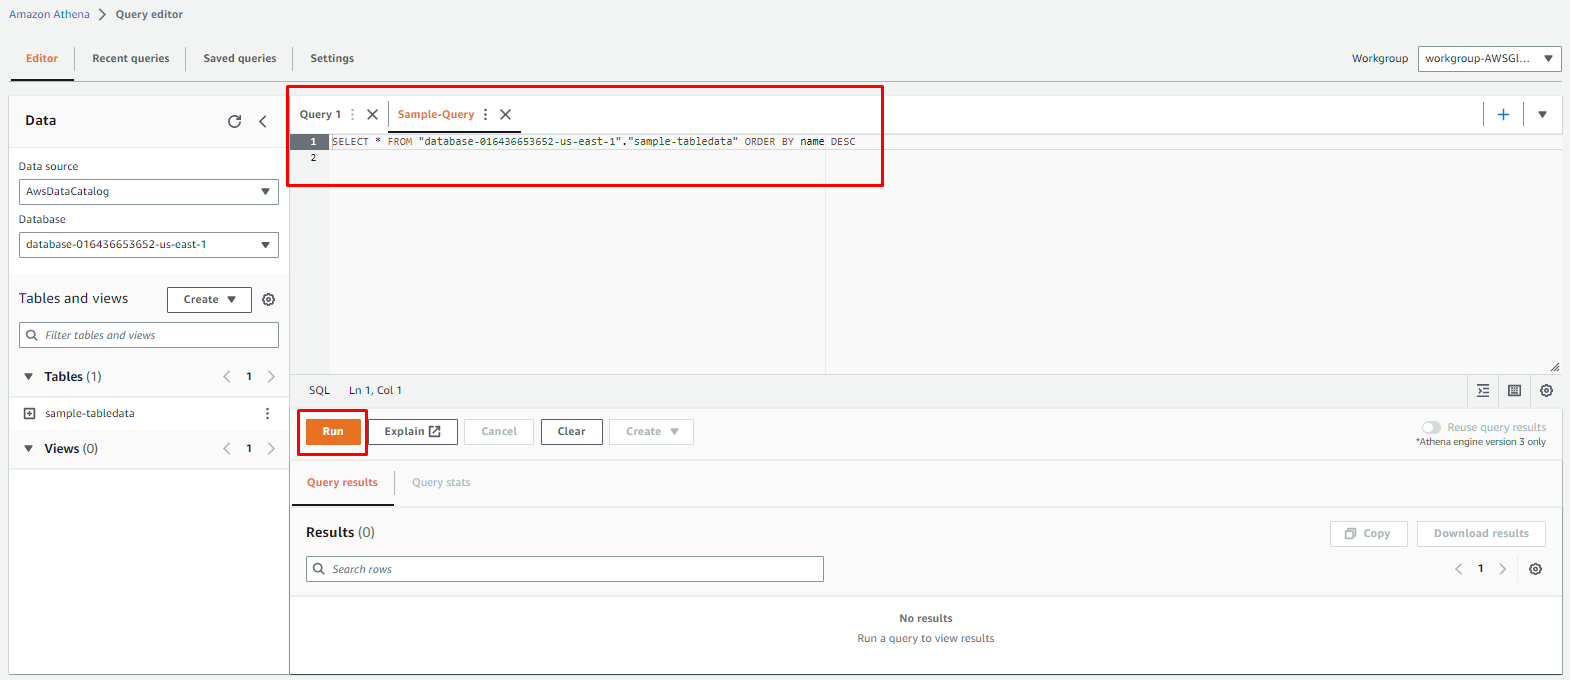 Amazon Athena > Query editor
Editor Recent queries Saved queries Settings
Workgroup workgroup-AWSGl...
Data
Data source
AwsDataCatalog
Database
database-016436653652-us-east-1
Tables and views Create
Filter tables and views
Tables (1) < 1 >
sample-tabledata
Views (0) < 1 >
Query 1 Sample-Query
1 SELECT * FROM "database-016436653652-us-east-1"."sample-tabledata" ORDER BY name DESC
2
SQL Ln 1, Col 1
Run Explain Cancel Clear Create
Reuse query results
*Athena engine version 3 only
Query results Query stats
Results (0)
Copy Download results
Search rows
< 1 >
No results
Run a query to view results